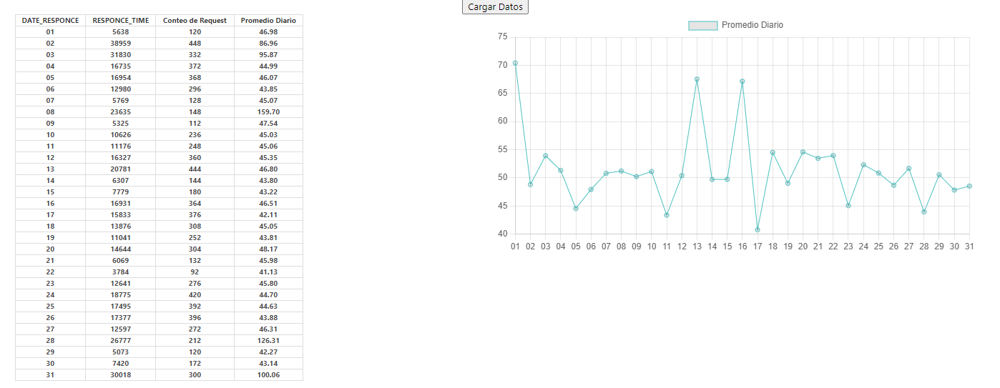 Cargar Datos
DATE_RESPONCE RESPONCE_TIME Conteo de Request Promedio Diario
01 5638 120 46.98
02 38959 448 86.96
03 31830 332 95.87
04 16735 372 44.99
05 16954 368 46.07
06 12980 296 43.85
07 5769 128 45.07
08 23635 148 159.70
09 5325 112 47.54
10 10626 236 45.03
11 11176 248 45.06
12 16327 360 45.35
13 20781 444 46.80
14 6307 144 43.80
15 7779 180 43.22
16 16931 364 46.51
17 15833 376 42.11
18 13876 308 45.05
19 11041 252 43.81
20 14644 304 48.17
21 6069 132 45.98
22 3784 92 41.13
23 12641 276 45.80
24 18775 420 44.70
25 17495 392 44.63
26 17377 396 43.88
27 12597 272 46.31
28 26777 212 126.31
29 5073 120 42.27
30 7420 172 43.14
31 30018 300 100.06
Promedio Diario
75
70
65
60
55
50
45
40
01 02 03 04 05 06 07 08 09 10 11 12 13 14 15 16 17 18 19 20 21 22 23 24 25 26 27 28 29 30 31